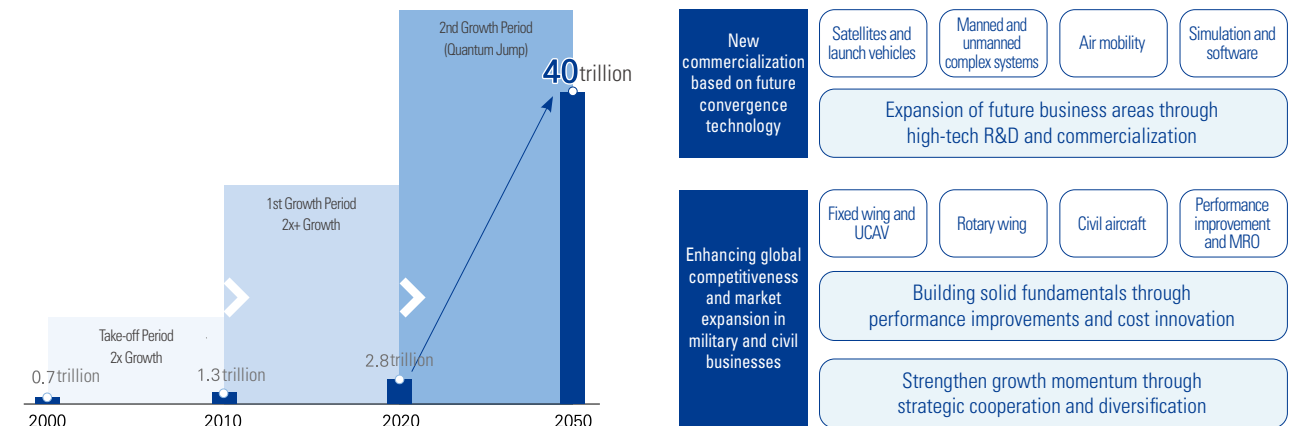 2nd Growth Period
(Quantum Jump)
40trillion
1st Growth Period
2x+ Growth
Take-off Period
2x Growth
0.7trillion
1.3trillion
2.8trillion
2000
2010
2020
2050
New
commercialization
based on future
convergence
technology
Satellites and
launch vehicles
Manned and
unmanned
complex systems
Air mobility
Simulation and
software
Expansion of future business areas through
high-tech R&D and commercialization
Enhancing global
competitiveness
and market
expansion in
military and civil
businesses
Fixed wing and
UCAV
Rotary wing
Civil aircraft
Performance
improvement
and MRO
Building solid fundamentals through
performance improvements and cost innovation
Strengthen growth momentum through
strategic cooperation and diversification